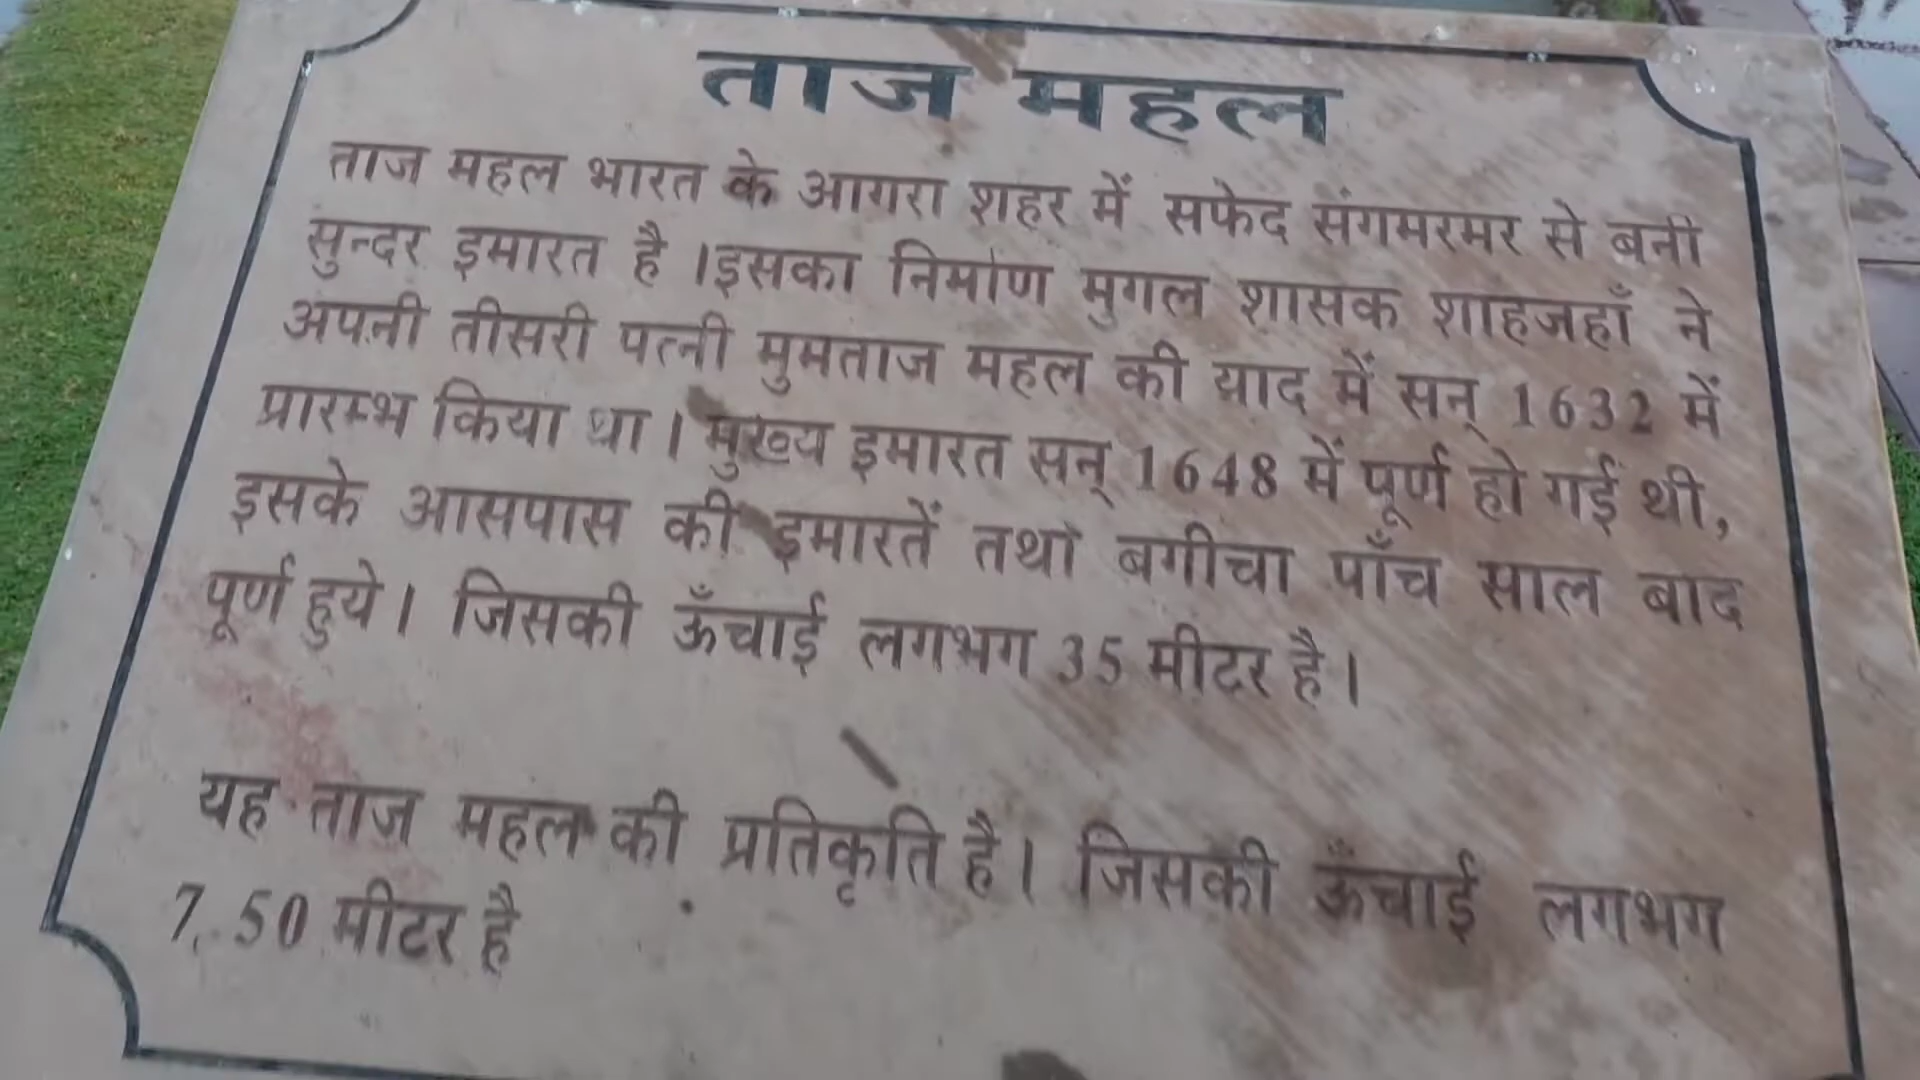 ताज महल
ताज महल भारत के आगरा शहर में सफेद संगमरमर से बनी
सुन्दर इमारत है ।इसका निर्माण मुगल शासक शाहजहाँ ने
अपनी तीसरी पत्नी मुमताज महल की याद में सन् 1632 में
प्रारम्भ किया था । मुख्य इमारत सन् 1648 में पूर्ण हो गई थी,
इसके आसपास की इमारतें तथा बगीचा पाँच साल बाद
पूर्ण हुये । जिसकी ऊँचाई लगभग 35 मीटर है ।
यह ताज महल की प्रतिकृति है । जिसकी ऊँचाई लगभग
7.50 मीटर है